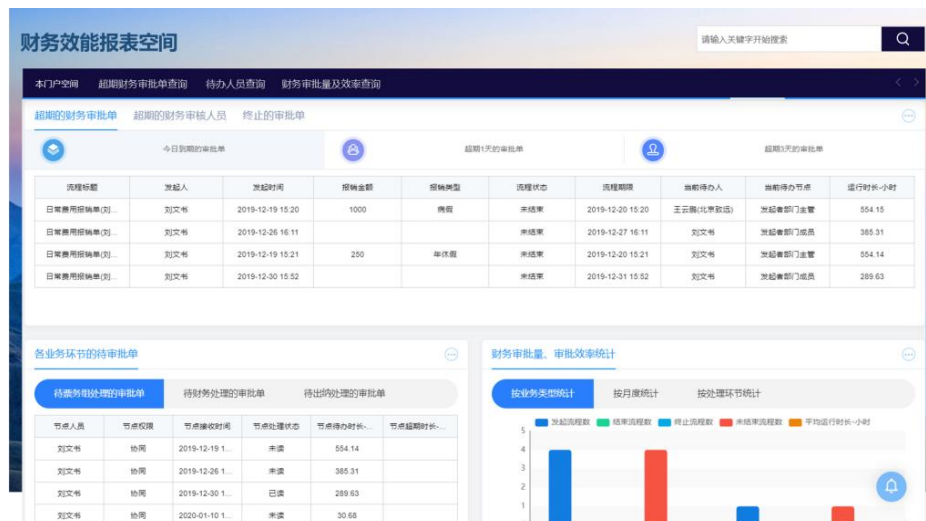 财务效能报表空间
请输入关键字开始搜索
本门户空间 超期财务审批单查询 待办人员查询 财务审批量及效率查询
超期的财务审批单 超期的财务审核人员 终止的审批单
今日到期的审批单 超期1天的审批单 超期3天的审批单
流程标题 发起人 发起时间 报销金额 报销类型 流程状态 流程期限 当前待办人 当前待办节点 运行时长-小时
日常费用报销单(刘... 刘文书 2019-12-19 15:20 1000 病假 未结束 2019-12-20 15:20 王云鹏(北京致远) 发起者部门主管 554.15
日常费用报销单(刘... 刘文书 2019-12-26 16:11 未结束 2019-12-27 16:11 刘文书 发起者部门成员 385.31
日常费用报销单(刘... 刘文书 2019-12-19 15:21 250 年休假 未结束 2019-12-20 15:21 刘文书 发起者部门主管 554.14
日常费用报销单(刘... 刘文书 2019-12-30 15:52 未结束 2019-12-31 15:52 刘文书 发起者部门成员 289.63
各业务环节的待审批单
待票务组处理的审批单 待财务处理的审批单 待出纳处理的审批单
节点人员 节点权限 节点接收时间 节点处理状态 节点待办时长-... 节点超期时长-...
刘文书 协同 2019-12-19 1... 未读 554.14
刘文书 协同 2019-12-26 1... 未读 385.31
刘文书 协同 2019-12-30 1... 已读 289.63
刘文书 协同 2020-01-10 1... 未读 30.68
财务审批量、审批效率统计
按业务类型统计 按月度统计 按处理环节统计
发起流程数 结束流程数 终止流程数 未结束流程数 平均运行时长-小时
5
4
3
2
1